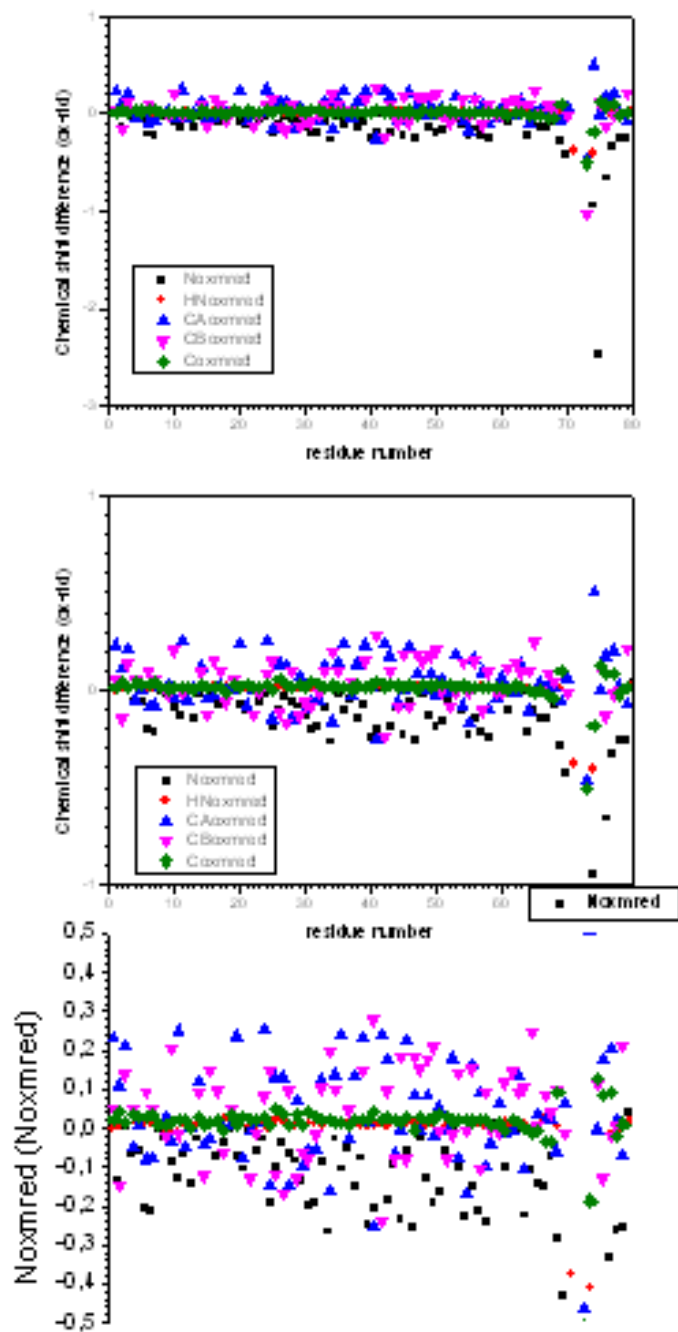 1
0
-1
-2
-3
Chemical shift difference (ox-rid)
Noxmred
HNoxmred
CAoxmred
CBoxmred
Coxmred
0 10 20 30 40 50 60 70 80
residue number
1
0
-1
Chemical shift difference (ox-rid)
Noxmred
HNoxmred
CAoxmred
CBoxmred
Coxmred
0 10 20 30 40 50 60
Noxmred
residue number
0,5
0,4
0,3
0,2
0,1
0,0
-0,1
-0,2
-0,3
-0,4
-0,5
Noxmred (Noxmred)